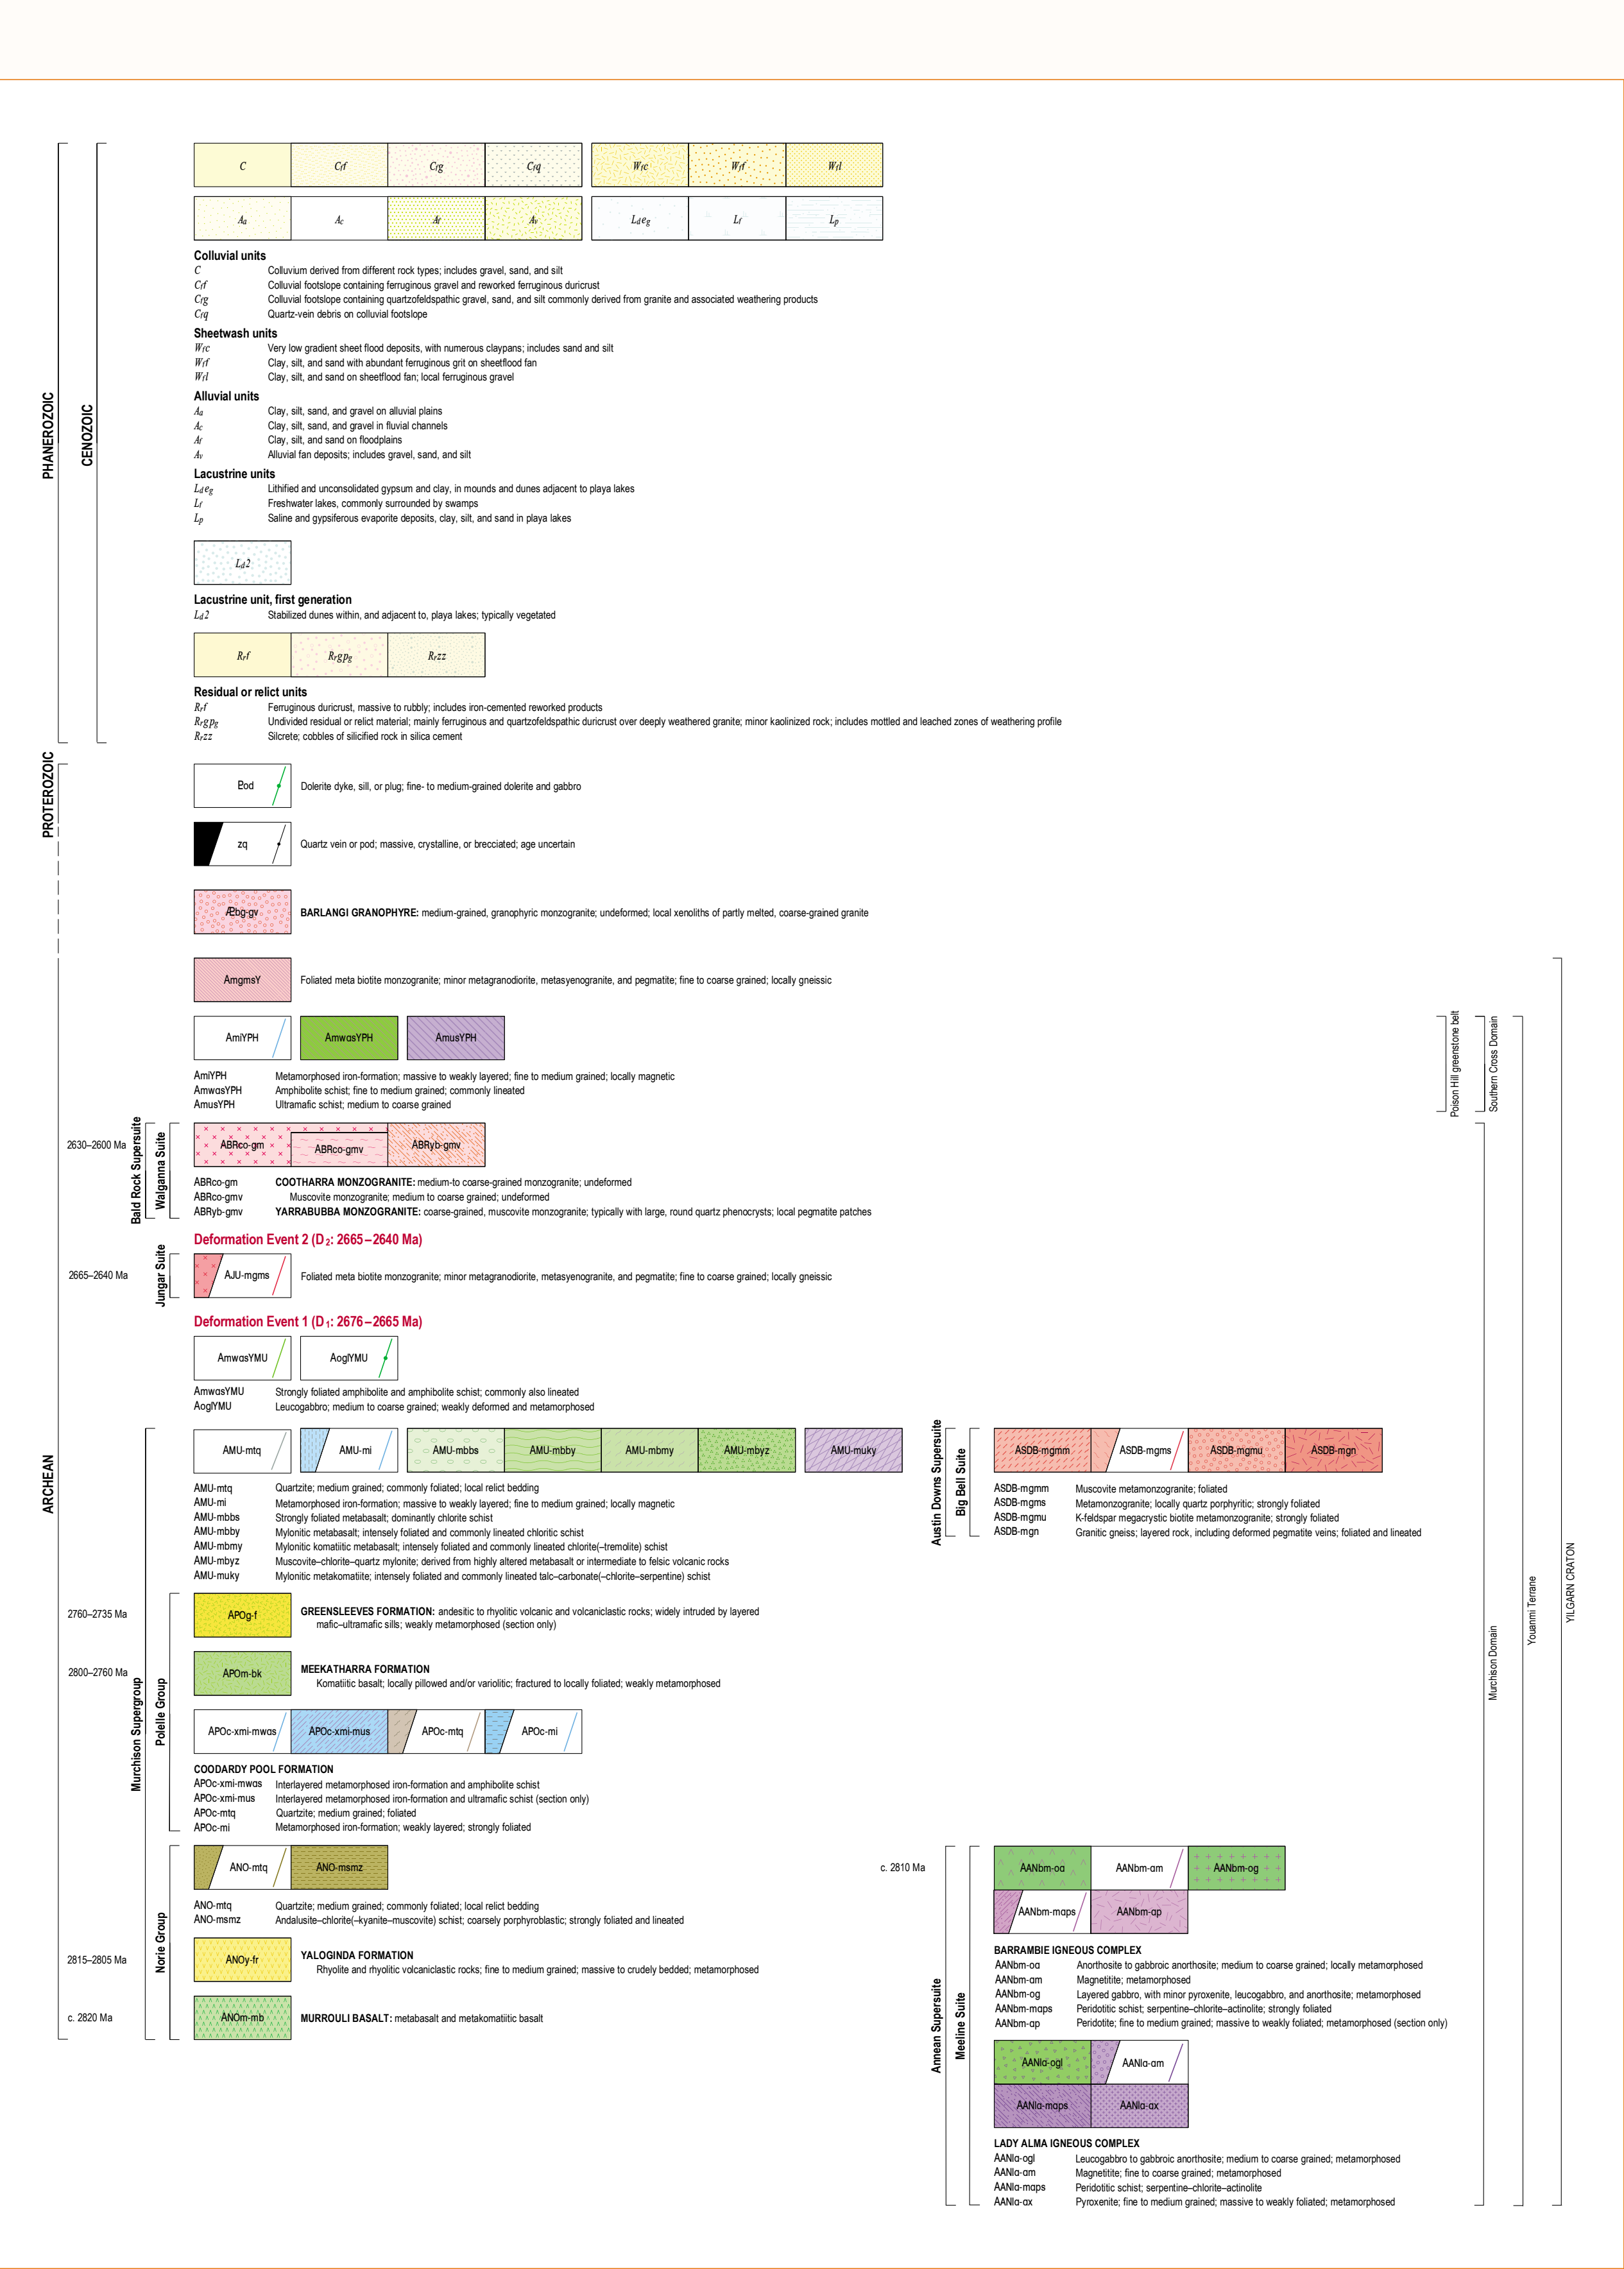 PHANEROZOIC
CENOZOIC
C Crf Crg Crq Wfc Wrf Wfl
Aa Ac Af Av Ldeg Lf Lp
Colluvial units
C Colluvium derived from different rock types; includes gravel, sand, and silt
Crf Colluvial footslope containing ferruginous gravel and reworked ferruginous duricrust
Crg Colluvial footslope containing quartzofeldspathic gravel, sand, and silt commonly derived from granite and associated weathering products
Crq Quartz-vein debris on colluvial footslope
Sheetwash units
Wfc Very low gradient sheet flood deposits, with numerous claypans; includes sand and silt
Wrf Clay, silt, and sand with abundant ferruginous grit on sheetflood fan
Wfl Clay, silt, and sand on sheetflood fan; local ferruginous gravel
Alluvial units
Aa Clay, silt, sand, and gravel on alluvial plains
Ac Clay, silt, sand, and gravel in fluvial channels
Af Clay, silt, and sand on floodplains
Av Alluvial fan deposits; includes gravel, sand, and silt
Lacustrine units
Ldeg Lithified and unconsolidated gypsum and clay, in mounds and dunes adjacent to playa lakes
Lf Freshwater lakes, commonly surrounded by swamps
Lp Saline and gypsiferous evaporite deposits, clay, silt, and sand in playa lakes
Ld2
Lacustrine unit, first generation
Ld2 Stabilized dunes within, and adjacent to, playa lakes; typically vegetated
Rrf Rrgpg Rrzz
Residual or relict units
Rrf Ferruginous duricrust, massive to rubbly; includes iron-cemented reworked products
Rrgpg Undivided residual or relict material; mainly ferruginous and quartzofeldspathic duricrust over deeply weathered granite; minor kaolinized rock; includes mottled and leached zones of weathering profile
Rrzz Silcrete; cobbles of silicified rock in silica cement
PROTEROZOIC
Pod Dolerite dyke, sill, or plug; fine- to medium-grained dolerite and gabbro
zq Quartz vein or pod; massive, crystalline, or brecciated; age uncertain
APbg-gv BARLANGI GRANOPHYRE: medium-grained, granophyric monzogranite; undeformed; local xenoliths of partly melted, coarse-grained granite
ARCHEAN
AmgmsY Foliated meta biotite monzogranite; minor metagranodiorite, metasyenogranite, and pegmatite; fine to coarse grained; locally gneissic
AmiYPH AmwasYPH AmusYPH
AmiYPH Metamorphosed iron-formation; massive to weakly layered; fine to medium grained; locally magnetic
AmwasYPH Amphibolite schist; fine to medium grained; commonly lineated
AmusYPH Ultramafic schist; medium to coarse grained
Poison Hill greenstone belt
Southern Cross Domain
2630–2600 Ma
Bald Rock Supersuite
Walganna Suite
ABRco-gm ABRco-gmv ABRyb-gmv
ABRco-gm COOTHARRA MONZOGRANITE: medium-to coarse-grained monzogranite; undeformed
ABRco-gmv Muscovite monzogranite; medium to coarse grained; undeformed
ABRyb-gmv YARRABUBBA MONZOGRANITE: coarse-grained, muscovite monzogranite; typically with large, round quartz phenocrysts; local pegmatite patches
Deformation Event 2 (D2: 2665–2640 Ma)
2665–2640 Ma
Jungar Suite
AJU-mgms Foliated meta biotite monzogranite; minor metagranodiorite, metasyenogranite, and pegmatite; fine to coarse grained; locally gneissic
Deformation Event 1 (D1: 2676–2665 Ma)
AmwasYMU AoglYMU
AmwasYMU Strongly foliated amphibolite and amphibolite schist; commonly also lineated
AoglYMU Leucogabbro; medium to coarse grained; weakly deformed and metamorphosed
Murchison Supergroup
AMU-mtq AMU-mi AMU-mbbs AMU-mbby AMU-mbmy AMU-mbyz AMU-muky
AMU-mtq Quartzite; medium grained; commonly foliated; local relict bedding
AMU-mi Metamorphosed iron-formation; massive to weakly layered; fine to medium grained; locally magnetic
AMU-mbbs Strongly foliated metabasalt; dominantly chlorite schist
AMU-mbby Mylonitic metabasalt; intensely foliated and commonly lineated chloritic schist
AMU-mbmy Mylonitic komatiitic metabasalt; intensely foliated and commonly lineated chlorite(–tremolite) schist
AMU-mbyz Muscovite–chlorite–quartz mylonite; derived from highly altered metabasalt or intermediate to felsic volcanic rocks
AMU-muky Mylonitic metakomatiite; intensely foliated and commonly lineated talc–carbonate(–chlorite–serpentine) schist
Austin Downs Supersuite
Big Bell Suite
ASDB-mgmm ASDB-mgms ASDB-mgmu ASDB-mgn
ASDB-mgmm Muscovite metamonzogranite; foliated
ASDB-mgms Metamonzogranite; locally quartz porphyritic; strongly foliated
ASDB-mgmu K-feldspar megacrystic biotite metamonzogranite; strongly foliated
ASDB-mgn Granitic gneiss; layered rock, including deformed pegmatite veins; foliated and lineated
Polelle Group
2760–2735 Ma
APOg-f GREENSLEEVES FORMATION: andesitic to rhyolitic volcanic and volcaniclastic rocks; widely intruded by layered
mafic–ultramafic sills; weakly metamorphosed (section only)
2800–2760 Ma
APOm-bk MEEKATHARRA FORMATION
Komatiitic basalt; locally pillowed and/or variolitic; fractured to locally foliated; weakly metamorphosed
APOc-xmi-mwas APOc-xmi-mus APOc-mtq APOc-mi
COODARDY POOL FORMATION
APOc-xmi-mwas Interlayered metamorphosed iron-formation and amphibolite schist
APOc-xmi-mus Interlayered metamorphosed iron-formation and ultramafic schist (section only)
APOc-mtq Quartzite; medium grained; foliated
APOc-mi Metamorphosed iron-formation; weakly layered; strongly foliated
Norie Group
ANO-mtq ANO-msmz
ANO-mtq Quartzite; medium grained; commonly foliated; local relict bedding
ANO-msmz Andalusite–chlorite(–kyanite–muscovite) schist; coarsely porphyroblastic; strongly foliated and lineated
2815–2805 Ma
ANOy-fr YALOGINDA FORMATION
Rhyolite and rhyolitic volcaniclastic rocks; fine to medium grained; massive to crudely bedded; metamorphosed
c. 2820 Ma
ANOm-mb MURROULI BASALT: metabasalt and metakomatiitic basalt
c. 2810 Ma
Annean Supersuite
Meeline Suite
AANbm-oa AANbm-am AANbm-og
AANbm-maps AANbm-ap
BARRAMBIE IGNEOUS COMPLEX
AANbm-oa Anorthosite to gabbroic anorthosite; medium to coarse grained; locally metamorphosed
AANbm-am Magnetitite; metamorphosed
AANbm-og Layered gabbro, with minor pyroxenite, leucogabbro, and anorthosite; metamorphosed
AANbm-maps Peridotitic schist; serpentine–chlorite–actinolite; strongly foliated
AANbm-ap Peridotite; fine to medium grained; massive to weakly foliated; metamorphosed (section only)
AANla-ogl AANla-am
AANla-maps AANla-ax
LADY ALMA IGNEOUS COMPLEX
AANla-ogl Leucogabbro to gabbroic anorthosite; medium to coarse grained; metamorphosed
AANla-am Magnetitite; fine to coarse grained; metamorphosed
AANla-maps Peridotitic schist; serpentine–chlorite–actinolite
AANla-ax Pyroxenite; fine to medium grained; massive to weakly foliated; metamorphosed
Murchison Domain
Youanmi Terrane
YILGARN CRATON